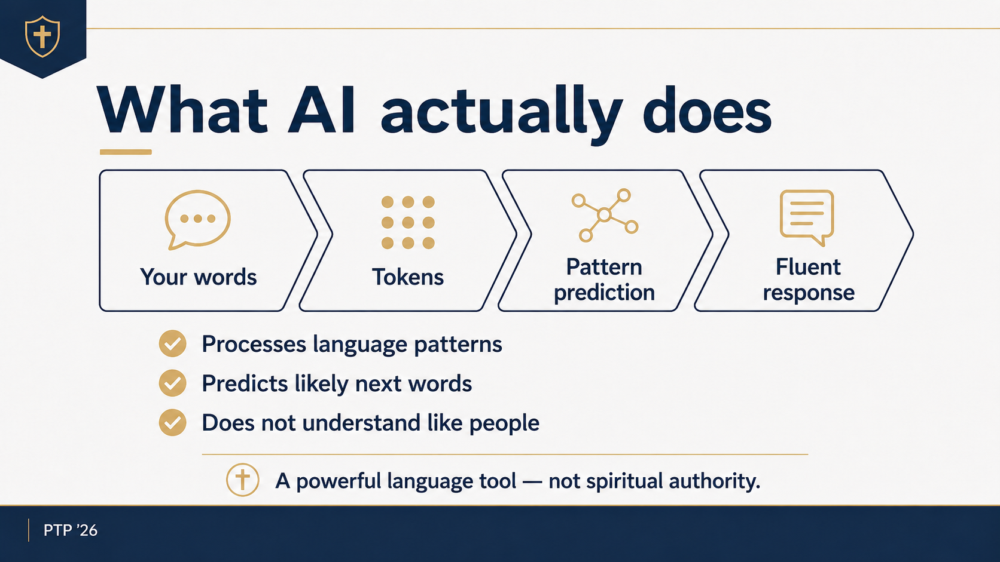 What AI actually does
Your words
Tokens
Pattern
prediction
Fluent
response
Processes language patterns
Predicts likely next words
Does not understand like people
A powerful language tool — not spiritual authority.
PTP ’26